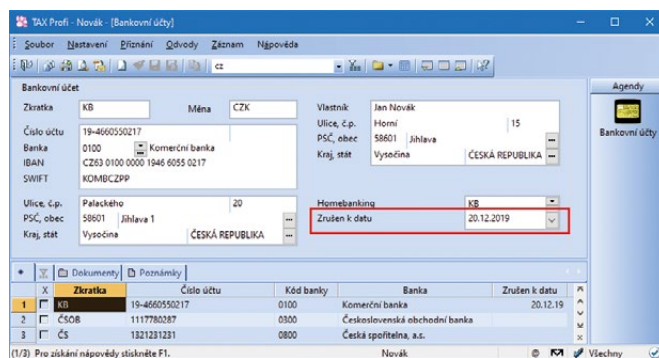 TAX Profi - Novák - [Bankovní účty]
Soubor Nastavení Přiznání Odvody Záznam Nápověda
cz
Bankovní účet
Agendy
Bankovní účty
Zkratka KB Měna CZK
Číslo účtu 19-4660550217
Banka 0100 Komerční banka
IBAN CZ63 0100 0000 1946 6055 0217
SWIFT KOMBCZPP
Vlastník Jan Novák
Ulice, č.p. Horní 15
PSČ, obec 58601 Jihlava
Kraj, stát Vysočina ČESKÁ REPUBLIKA
Ulice, č.p. Palackého 20
PSČ, obec 58601 Jihlava 1
Kraj, stát Vysočina ČESKÁ REPUBLIKA
Homebanking KB
Zrušen k datu 20.12.2019
Dokumenty Poznámky
X Zkratka Číslo účtu Kód banky Banka Zrušen k datu
1 KB 19-4660550217 0100 Komerční banka 20.12.19
2 ČSOB 1117780287 0300 Československá obchodní banka
3 ČS 1321231231 0800 Česká spořitelna, a.s.
(1/3) Pro získání nápovědy stiskněte F1. Novák Všechny